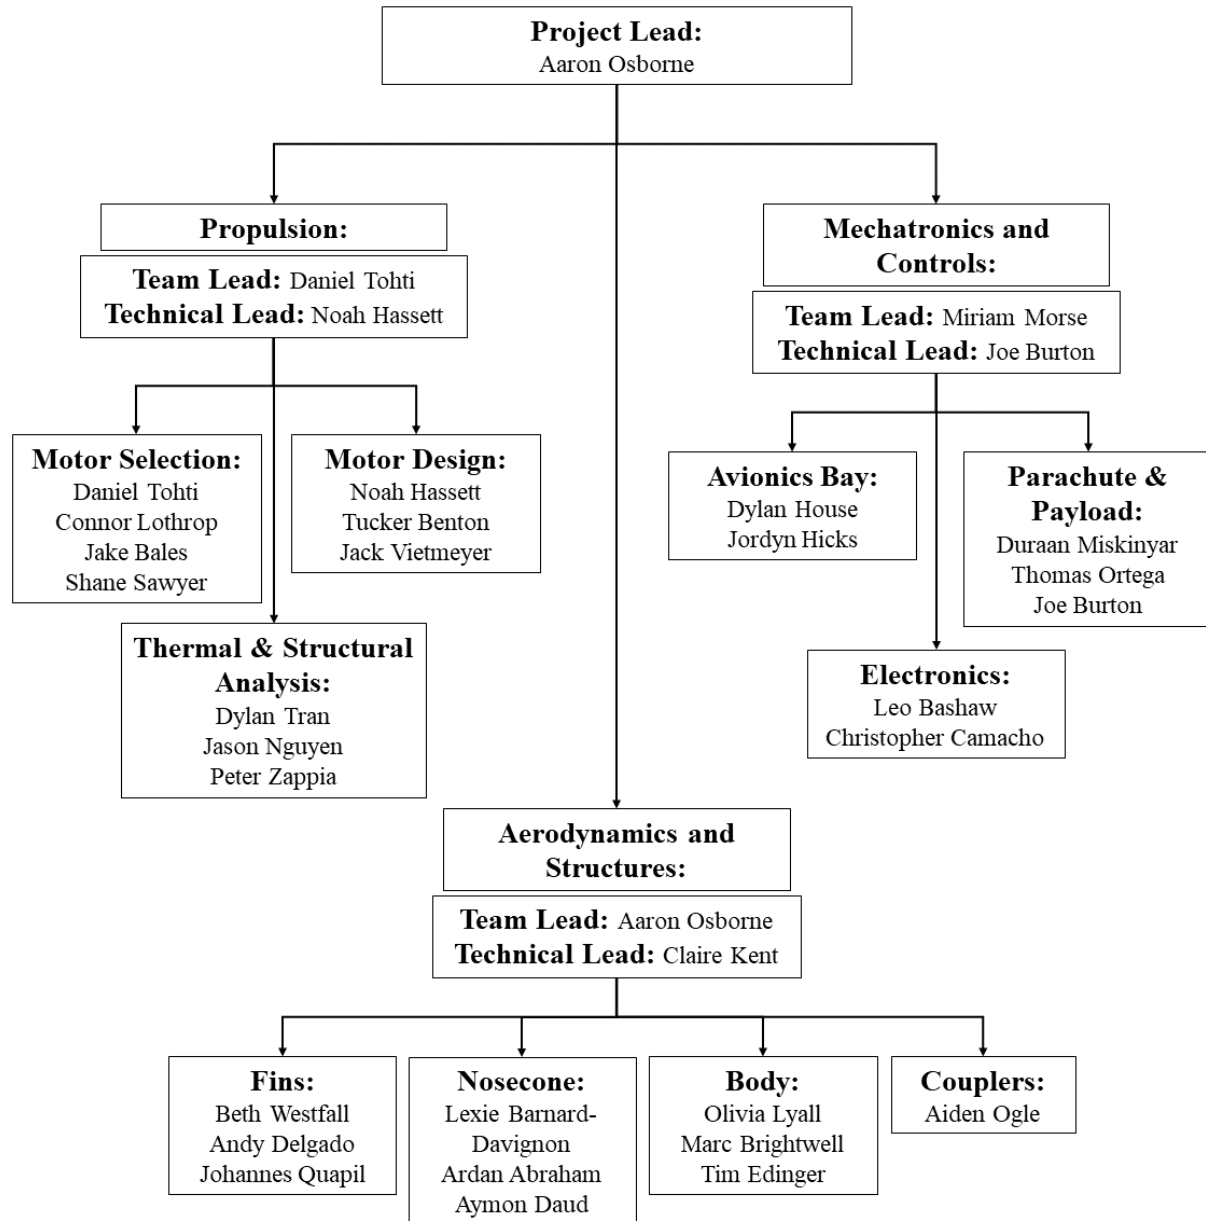 Project Lead:
Aaron Osborne
Propulsion:
Team Lead: Daniel Tohti
Technical Lead: Noah Hassett
Mechatronics and
Controls:
Team Lead: Miriam Morse
Technical Lead: Joe Burton
Motor Selection:
Daniel Tohti
Connor Lothrop
Jake Bales
Shane Sawyer
Motor Design:
Noah Hassett
Tucker Benton
Jack Vietmeyer
Thermal & Structural
Analysis:
Dylan Tran
Jason Nguyen
Peter Zappia
Avionics Bay:
Dylan House
Jordyn Hicks
Parachute &
Payload:
Duraan Miskinyar
Thomas Ortega
Joe Burton
Electronics:
Leo Bashaw
Christopher Camacho
Aerodynamics and
Structures:
Team Lead: Aaron Osborne
Technical Lead: Claire Kent
Fins:
Beth Westfall
Andy Delgado
Johannes Quapil
Nosecone:
Lexie Barnard-
Davignon
Ardan Abraham
Aymon Daud
Body:
Olivia Lyall
Marc Brightwell
Tim Edinger
Couplers:
Aiden Ogle